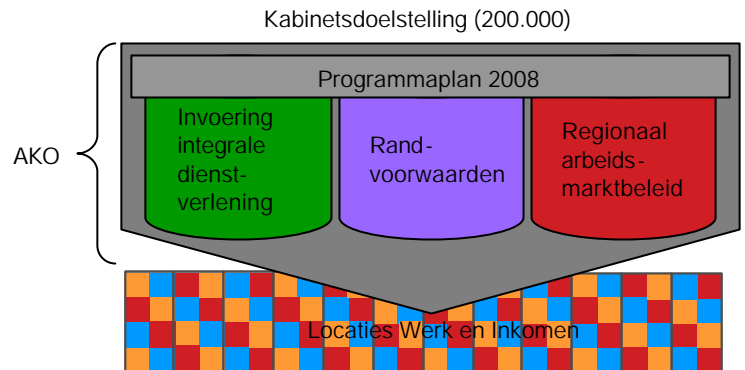 Kabinetsdoelstelling (200.000)
AKO
Programmaplan 2008
Invoering
integrale
dienst-
verlening
Rand-
voorwaarden
Regionaal
arbeids-
marktbeleid
Locaties Werk en Inkomen